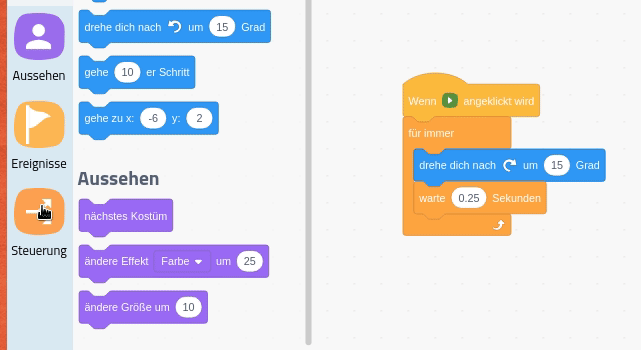 Aussehen
Ereignisse
Steuerung
drehe dich nach um 15 Grad
gehe 10 er Schritt
gehe zu x: -6 y: 2
Aussehen
nächstes Kostüm
ändere Effekt Farbe um 25
ändere Größe um 10
Wenn angeklickt wird
für immer
drehe dich nach um 15 Grad
warte 0.25 Sekunden